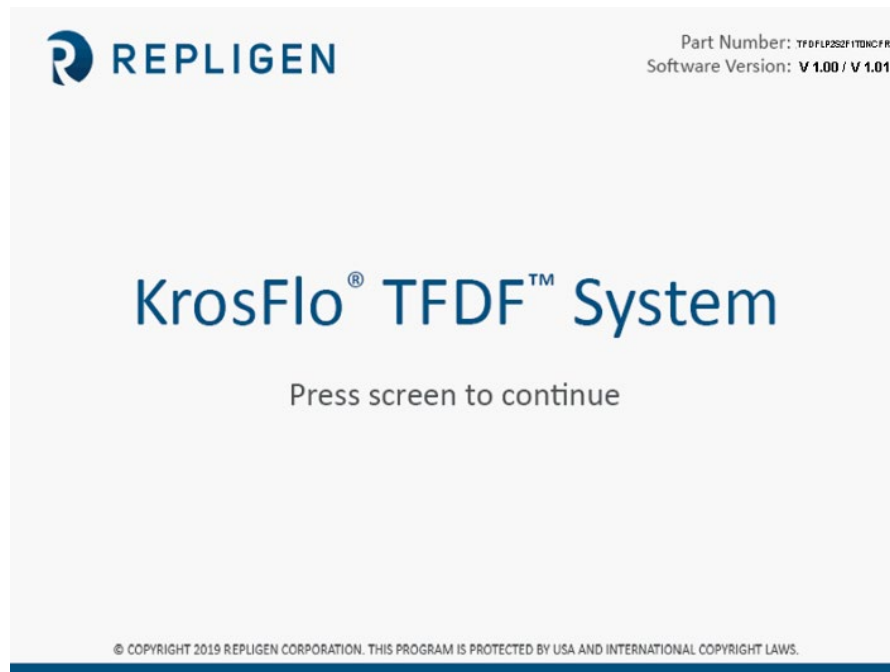 REPLIGEN
Part Number: TFDFLP2S2F1T0NCFR
Software Version: V 1.00 / V 1.01
KrosFlo® TFDF™ System
Press screen to continue
© COPYRIGHT 2019 REPLIGEN CORPORATION. THIS PROGRAM IS PROTECTED BY USA AND INTERNATIONAL COPYRIGHT LAWS.